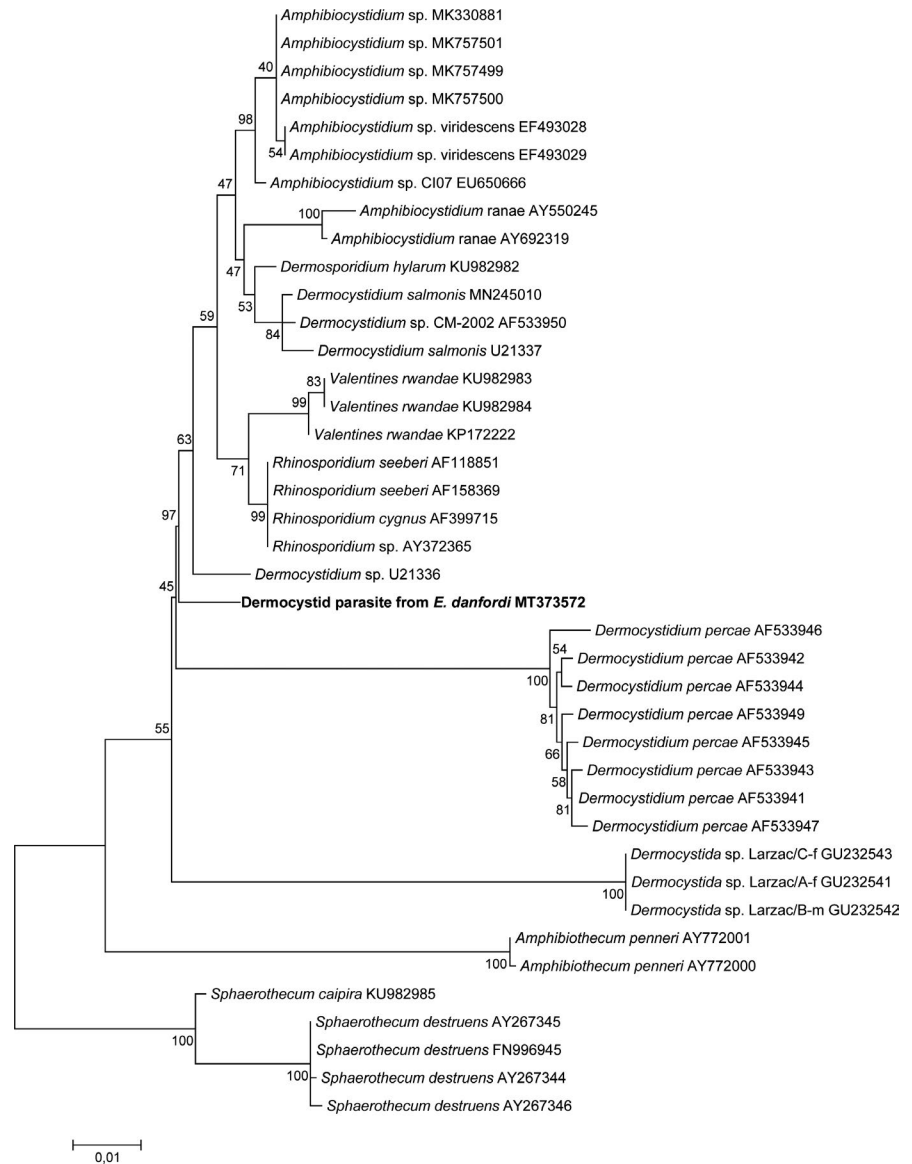 Amphibiocystidium sp. MK330881
Amphibiocystidium sp. MK757501
40
Amphibiocystidium sp. MK757499
Amphibiocystidium sp. MK757500
98
Amphibiocystidium sp. viridescens EF493028
54
Amphibiocystidium sp. viridescens EF493029
47
Amphibiocystidium sp. CI07 EU650666
100
Amphibiocystidium ranae AY550245
Amphibiocystidium ranae AY692319
47
Dermosporidium hylarum KU982982
Dermocystidium salmonis MN245010
53
59
Dermocystidium sp. CM-2002 AF533950
84
Dermocystidium salmonis U21337
83
Valentines rwandae KU982983
99
Valentines rwandae KU982984
Valentines rwandae KP172222
63
71
Rhinosporidium seeberi AF118851
Rhinosporidium seeberi AF158369
99
Rhinosporidium cygnus AF399715
97
Rhinosporidium sp. AY372365
Dermocystidium sp. U21336
45
Dermocystid parasite from E. danfordi MT373572
Dermocystidium percae AF533946
54
Dermocystidium percae AF533942
100
Dermocystidium percae AF533944
81
Dermocystidium percae AF533949
55
66
Dermocystidium percae AF533945
58
Dermocystidium percae AF533943
81
Dermocystidium percae AF533941
Dermocystidium percae AF533947
Dermocystida sp. Larzac/C-f GU232543
100
Dermocystida sp. Larzac/A-f GU232541
Dermocystida sp. Larzac/B-m GU232542
Amphibiothecum penneri AY772001
100
Amphibiothecum penneri AY772000
Sphaerothecum caipira KU982985
100
Sphaerothecum destruens AY267345
Sphaerothecum destruens FN996945
100
Sphaerothecum destruens AY267344
Sphaerothecum destruens AY267346
0,01